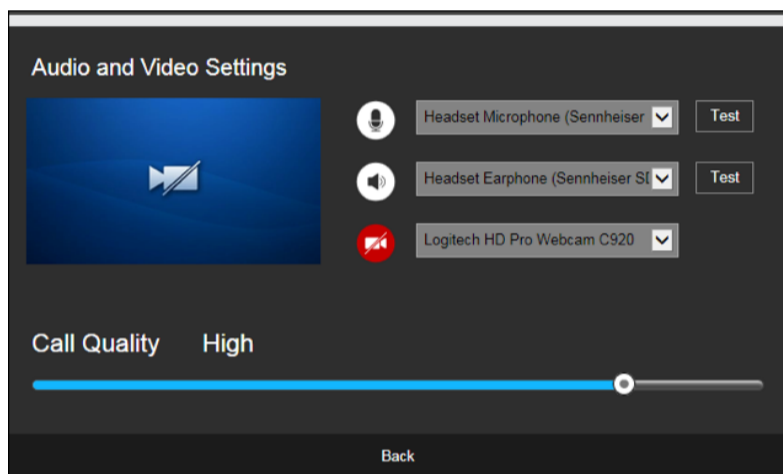 Audio and Video Settings
Headset Microphone (Sennheiser
Test
Headset Earphone (Sennheiser
Test
Logitech HD Pro Webcam C920
Call Quality High
Back